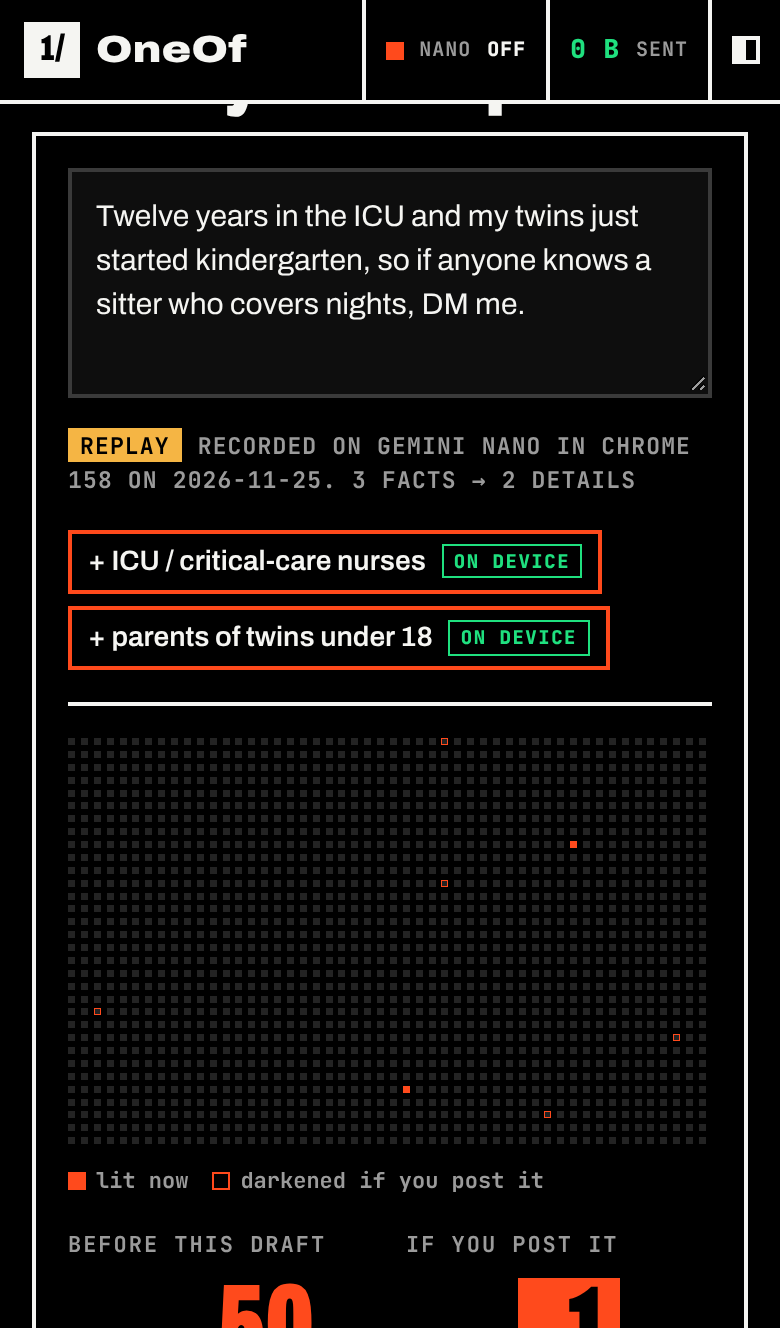 1/ OneOf NANO OFF 0 B SENT
Twelve years in the ICU and my twins just
started kindergarten, so if anyone knows a
sitter who covers nights, DM me.
REPLAY RECORDED ON GEMINI NANO IN CHROME
158 ON 2026-11-25. 3 FACTS → 2 DETAILS
+ ICU / critical-care nurses ON DEVICE
+ parents of twins under 18 ON DEVICE
lit now darkened if you post it
BEFORE THIS DRAFT IF YOU POST IT
50 1